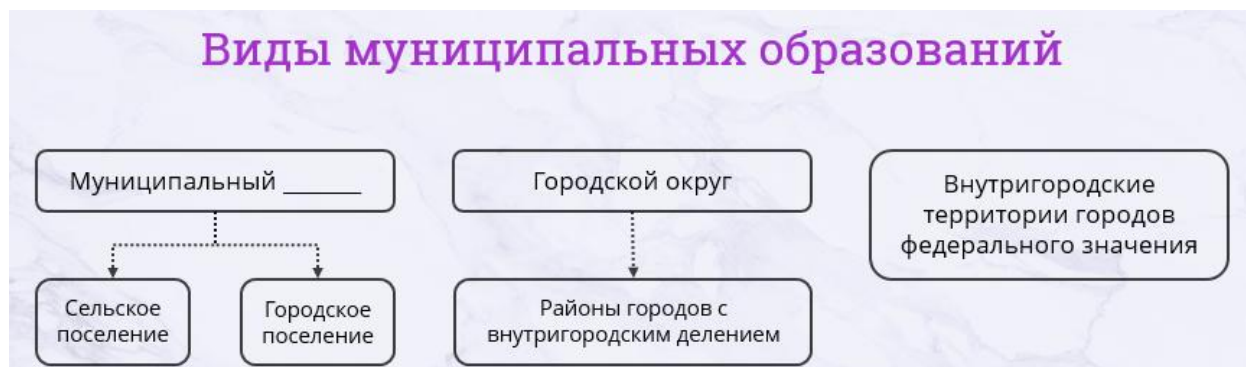 Виды муниципальных образований
Муниципальный ______
Городской округ
Внутригородские
территории городов
федерального значения
Сельское
поселение
Городское
поселение
Районы городов с
внутригородским делением